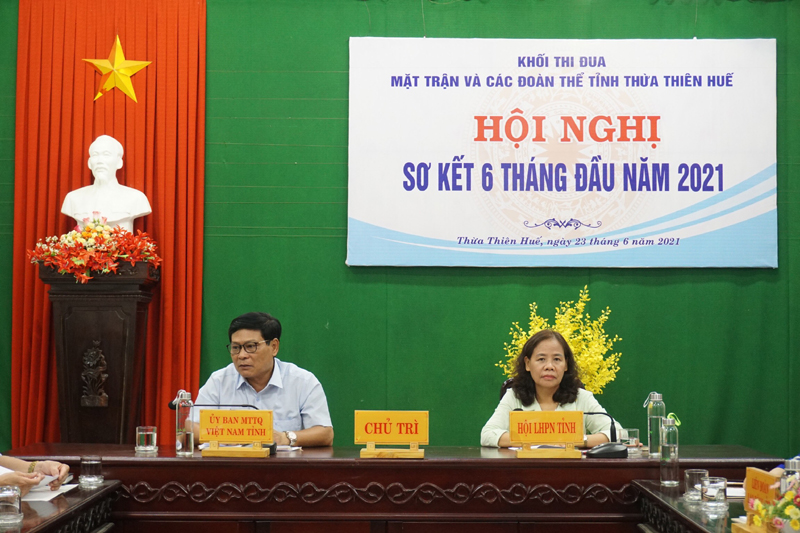 KHỐI THI ĐUA
MẶT TRẬN VÀ CÁC ĐOÀN THỂ TỈNH THỪA THIÊN HUẾ
HỘI NGHỊ
SƠ KẾT 6 THÁNG ĐẦU NĂM 2021
Thừa Thiên Huế, ngày 23 tháng 6 năm 2021
ỦY BAN MTTQ
VIỆT NAM TỈNH
CHỦ TRÌ
HỘI LHPN TỈNH